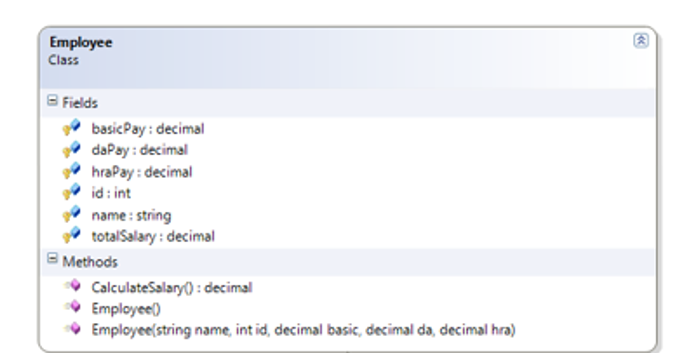 Employee
Class
Fields
basicPay : decimal
daPay : decimal
hraPay : decimal
id : int
name : string
totalSalary : decimal
Methods
CalculateSalary() : decimal
Employee()
Employee(string name, int id, decimal basic, decimal da, decimal hra)